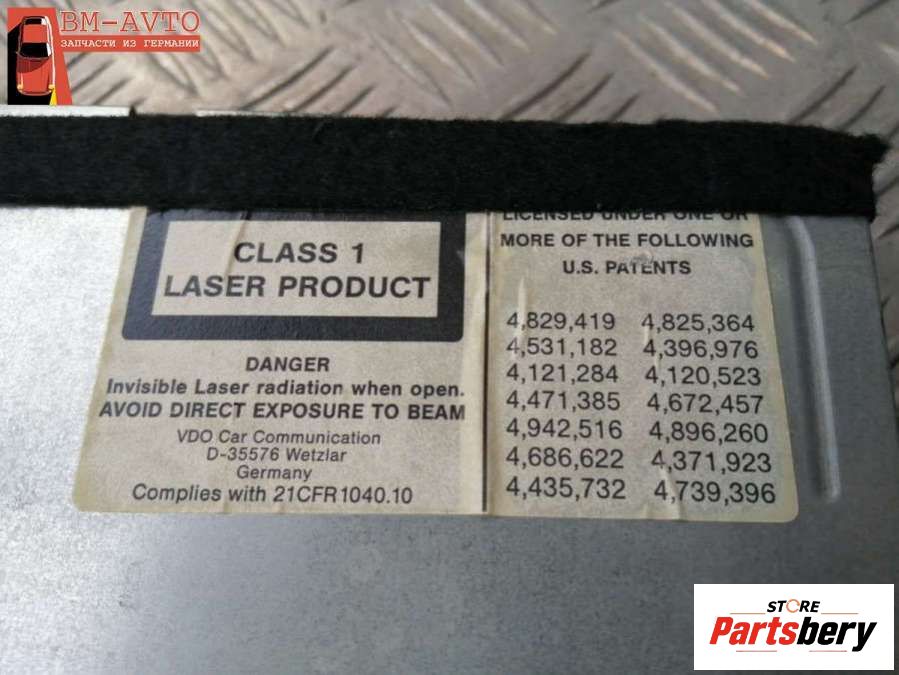 BM-AVTO
ЗАПЧАСТИ ИЗ ГЕРМАНИИ
CLASS 1
LASER PRODUCT
DANGER
Invisible Laser radiation when open.
AVOID DIRECT EXPOSURE TO BEAM
VDO Car Communication
D-35576 Wetzlar
Germany
Complies with 21CFR1040.10
LICENSED UNDER ONE OR
MORE OF THE FOLLOWING
U.S. PATENTS
4,829,419 4,825,364
4,531,182 4,396,976
4,121,284 4,120,523
4,471,385 4,672,457
4,942,516 4,896,260
4,686,622 4,371,923
4,435,732 4,739,396
STORE
Partsbery